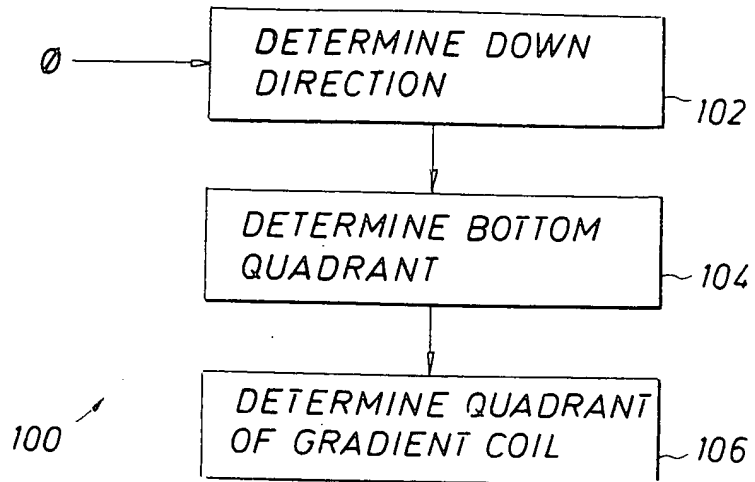 Ø
DETERMINE DOWN
DIRECTION
102
DETERMINE BOTTOM
QUADRANT
104
DETERMINE QUADRANT
OF GRADIENT COIL
106
100